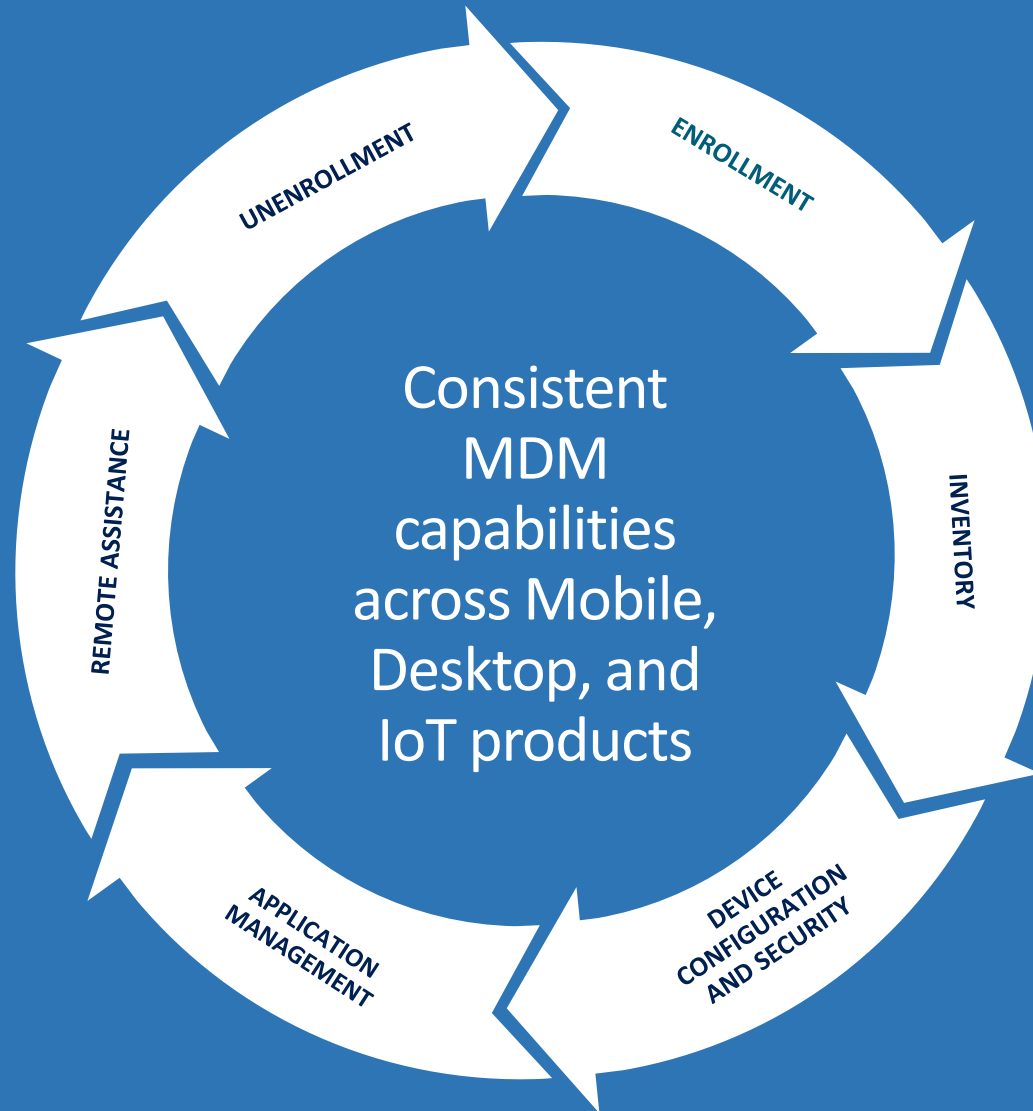 UNENROLLMENT
ENROLLMENT
INVENTORY
DEVICE
CONFIGURATION
AND SECURITY
APPLICATION
MANAGEMENT
REMOTE ASSISTANCE
Consistent
MDM
capabilities
across Mobile,
Desktop, and
IoT products